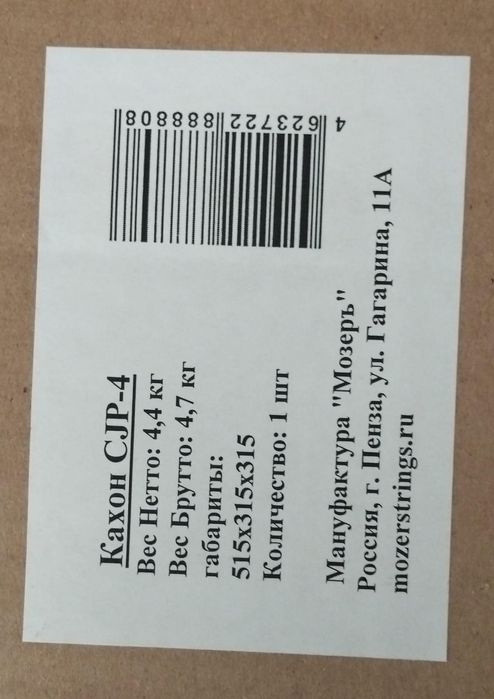 Кахон CJP-4
Вес Нетто: 4,4 кг
Вес Брутто: 4,7 кг
габариты:
515x315x315
Количество: 1 шт
4 623722 888808
Мануфактура "Мозеръ"
Россия, г. Пенза, ул. Гагарина, 11А
mozerstrings.ru